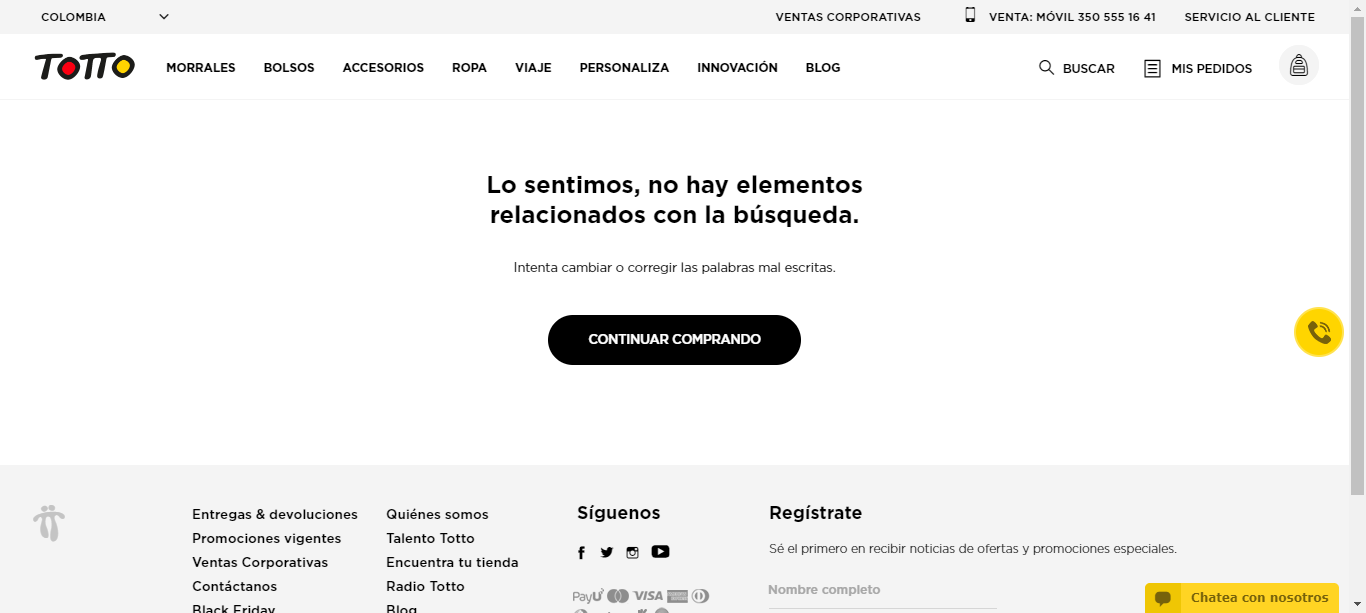 COLOMBIA
VENTAS CORPORATIVAS
VENTA: MÓVIL 350 555 16 41
SERVICIO AL CLIENTE
TOTTO
MORRALES
BOLSOS
ACCESORIOS
ROPA
VIAJE
PERSONALIZA
INNOVACIÓN
BLOG
BUSCAR
MIS PEDIDOS
Lo sentimos, no hay elementos
relacionados con la búsqueda.
Intenta cambiar o corregir las palabras mal escritas.
CONTINUAR COMPRANDO
Entregas & devoluciones
Promociones vigentes
Ventas Corporativas
Contáctanos
Black Friday
Quiénes somos
Talento Totto
Encuentra tu tienda
Radio Totto
Blog
Síguenos
PayU
VISA
Regístrate
Sé el primero en recibir noticias de ofertas y promociones especiales.
Nombre completo
Chatea con nosotros